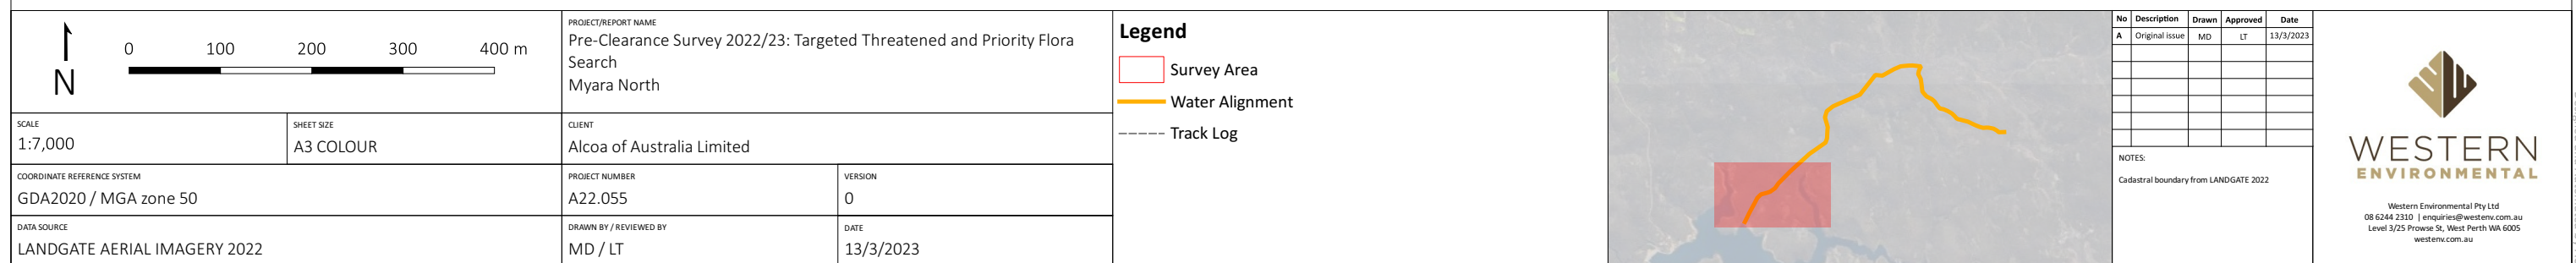 N
0 100 200 300 400 m
SCALE
1:7,000
SHEET SIZE
A3 COLOUR
COORDINATE REFERENCE SYSTEM
GDA2020 / MGA zone 50
DATA SOURCE
LANDGATE AERIAL IMAGERY 2022
PROJECT/REPORT NAME
Pre-Clearance Survey 2022/23: Targeted Threatened and Priority Flora
Search
Myara North
CLIENT
Alcoa of Australia Limited
PROJECT NUMBER
A22.055
VERSION
0
DRAWN BY / REVIEWED BY
MD / LT
DATE
13/3/2023
Legend
Survey Area
Water Alignment
Track Log
No Description Drawn Approved Date
A Original issue MD LT 13/3/2023
NOTES:
Cadastral boundary from LANDGATE 2022
WESTERN
ENVIRONMENTAL
Western Environmental Pty Ltd
08 6244 2310 | enquiries@westenv.com.au
Level 3/25 Prowse St, West Perth WA 6005
westenv.com.au